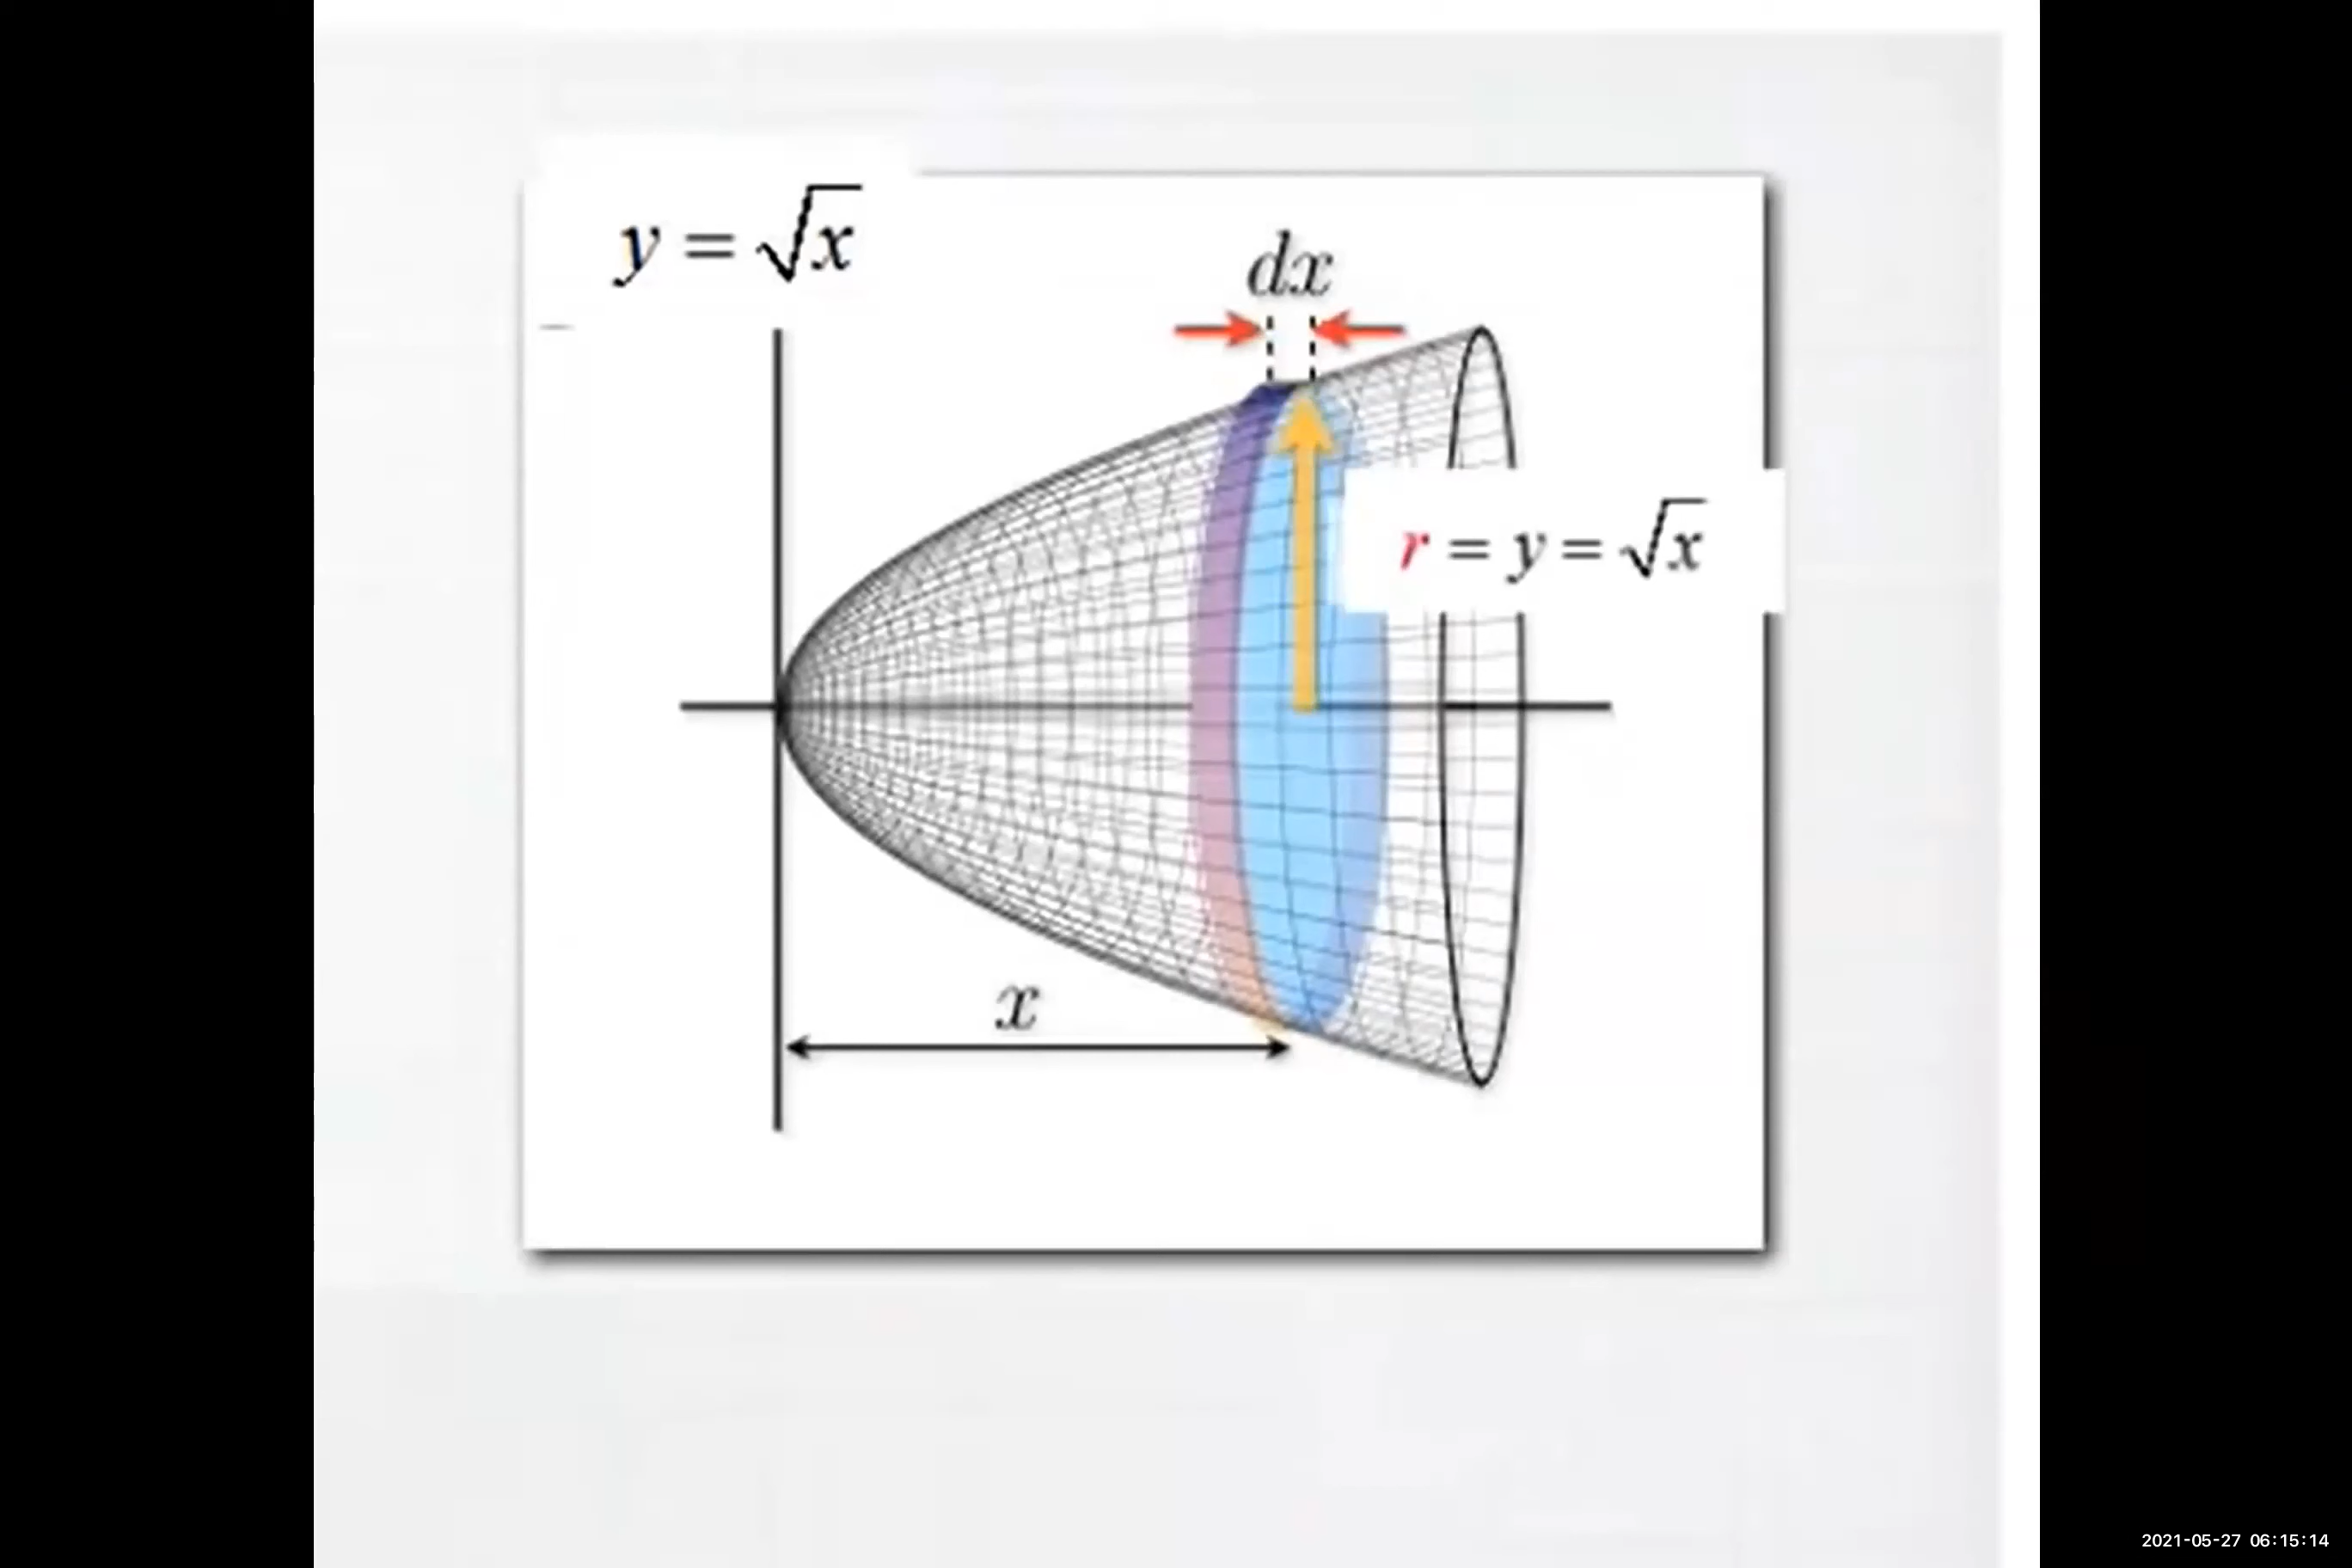 y = √x
dx
r = y = √x
x
2021-05-27 06:15:14